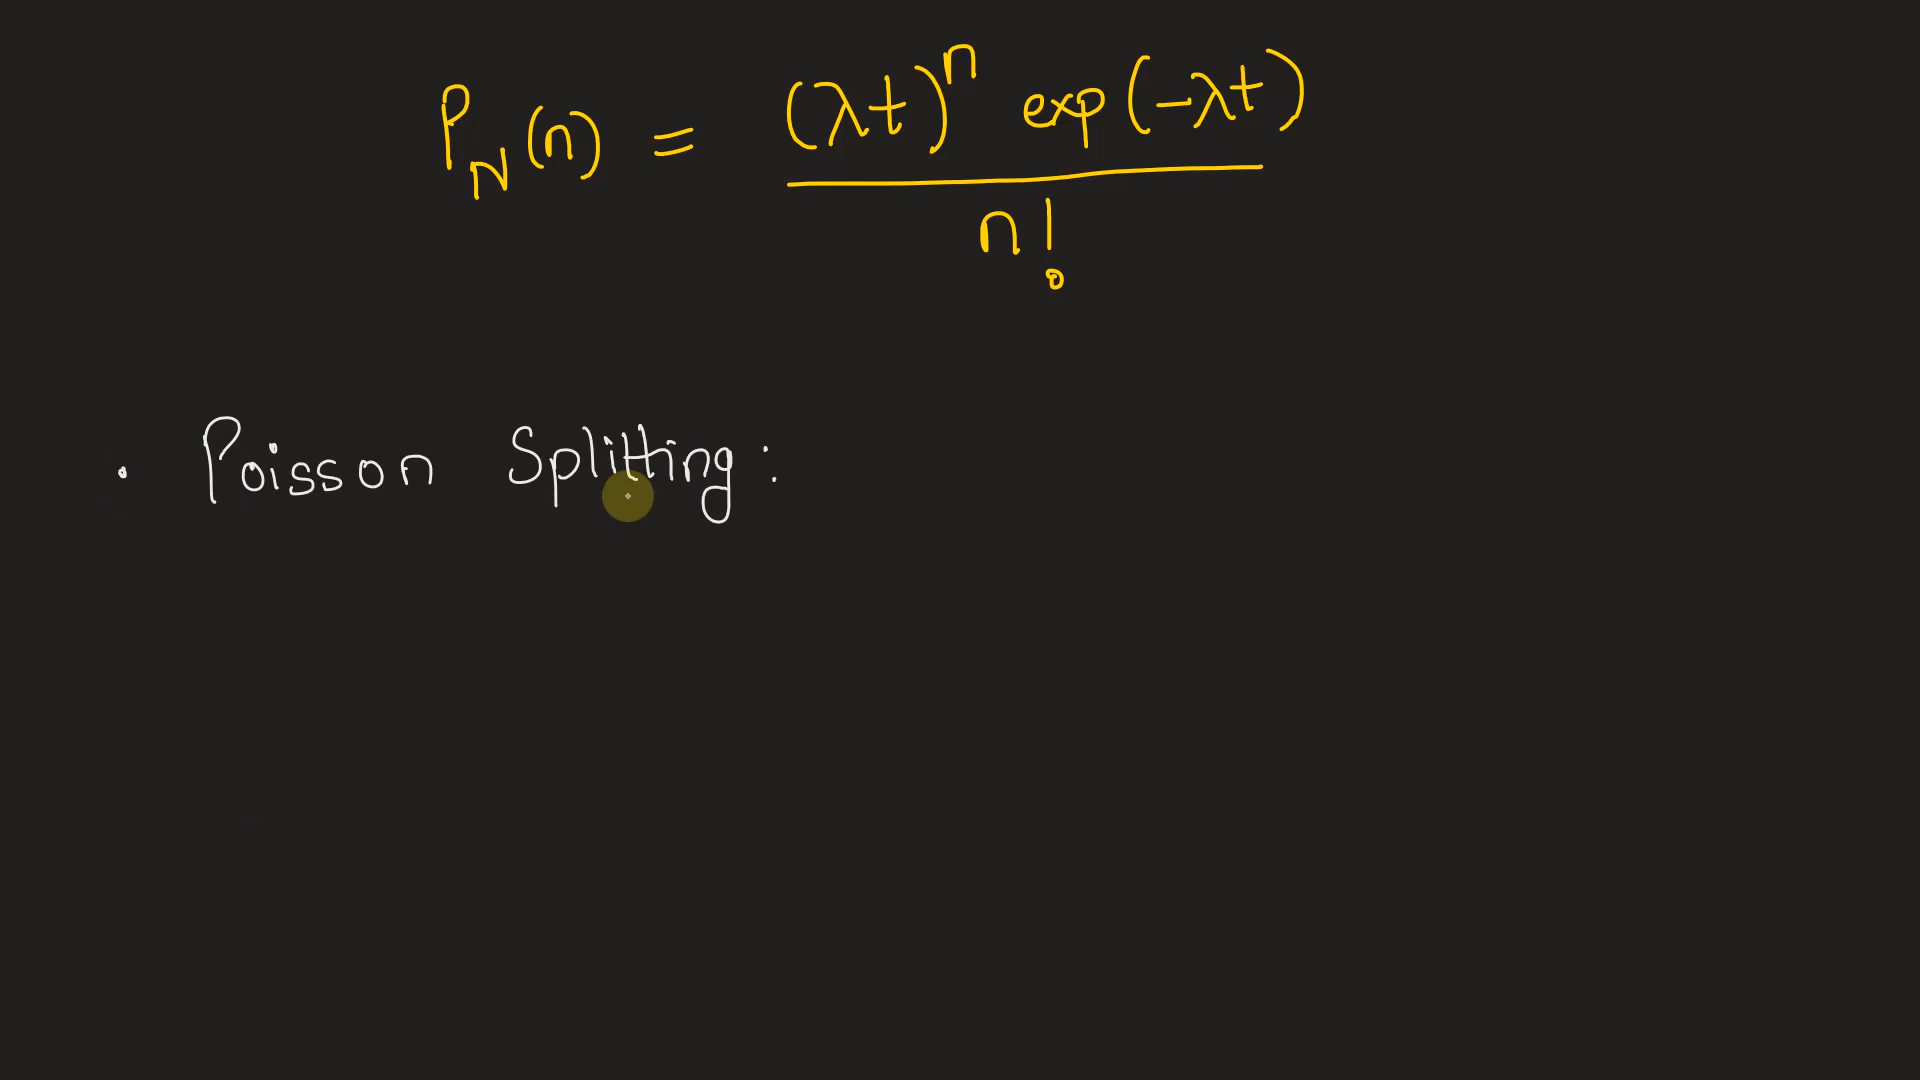 P_N(n) = (λt)^n exp(-λt) / n!
• Poisson Splitting: